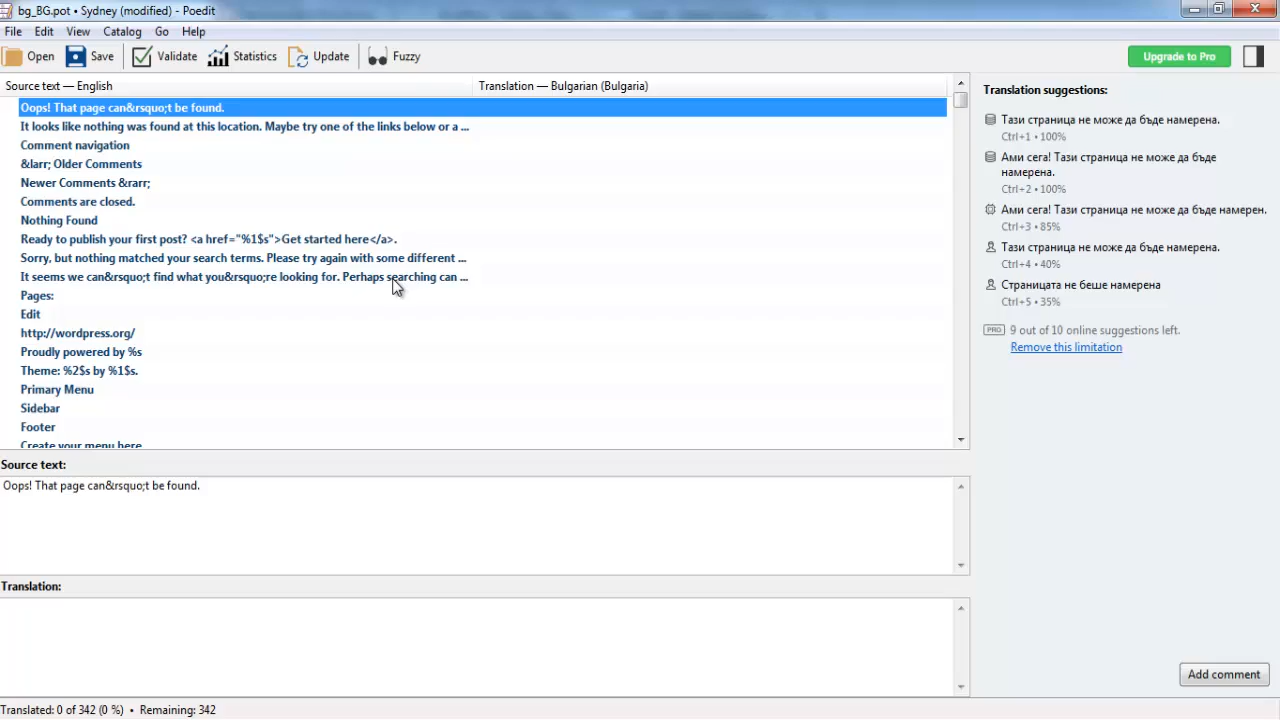 bg_BG.pot • Sydney (modified) - Poedit
File Edit View Catalog Go Help
Open Save Validate Statistics Update Fuzzy Upgrade to Pro
Source text — English Translation — Bulgarian (Bulgaria)
Oops! That page can&rsquo;t be found.
It looks like nothing was found at this location. Maybe try one of the links below or a ...
Comment navigation
&larr; Older Comments
Newer Comments &rarr;
Comments are closed.
Nothing Found
Ready to publish your first post? <a href="%1$s">Get started here</a>.
Sorry, but nothing matched your search terms. Please try again with some different ...
It seems we can&rsquo;t find what you&rsquo;re looking for. Perhaps searching can ...
Pages:
Edit
http://wordpress.org/
Proudly powered by %s
Theme: %2$s by %1$s.
Primary Menu
Sidebar
Footer
Create your menu here
Source text:
Oops! That page can&rsquo;t be found.
Translation:
Translation suggestions:
Тази страница не може да бъде намерена.
Ctrl+1 • 100%
Ами сега! Тази страница не може да бъде
намерена.
Ctrl+2 • 100%
Ами сега! Тази страница не може да бъде намерен.
Ctrl+3 • 85%
Тази страница не може да бъде намерена.
Ctrl+4 • 40%
Страницата не беше намерена
Ctrl+5 • 35%
PRO 9 out of 10 online suggestions left.
Remove this limitation
Add comment
Translated: 0 of 342 (0 %) • Remaining: 342